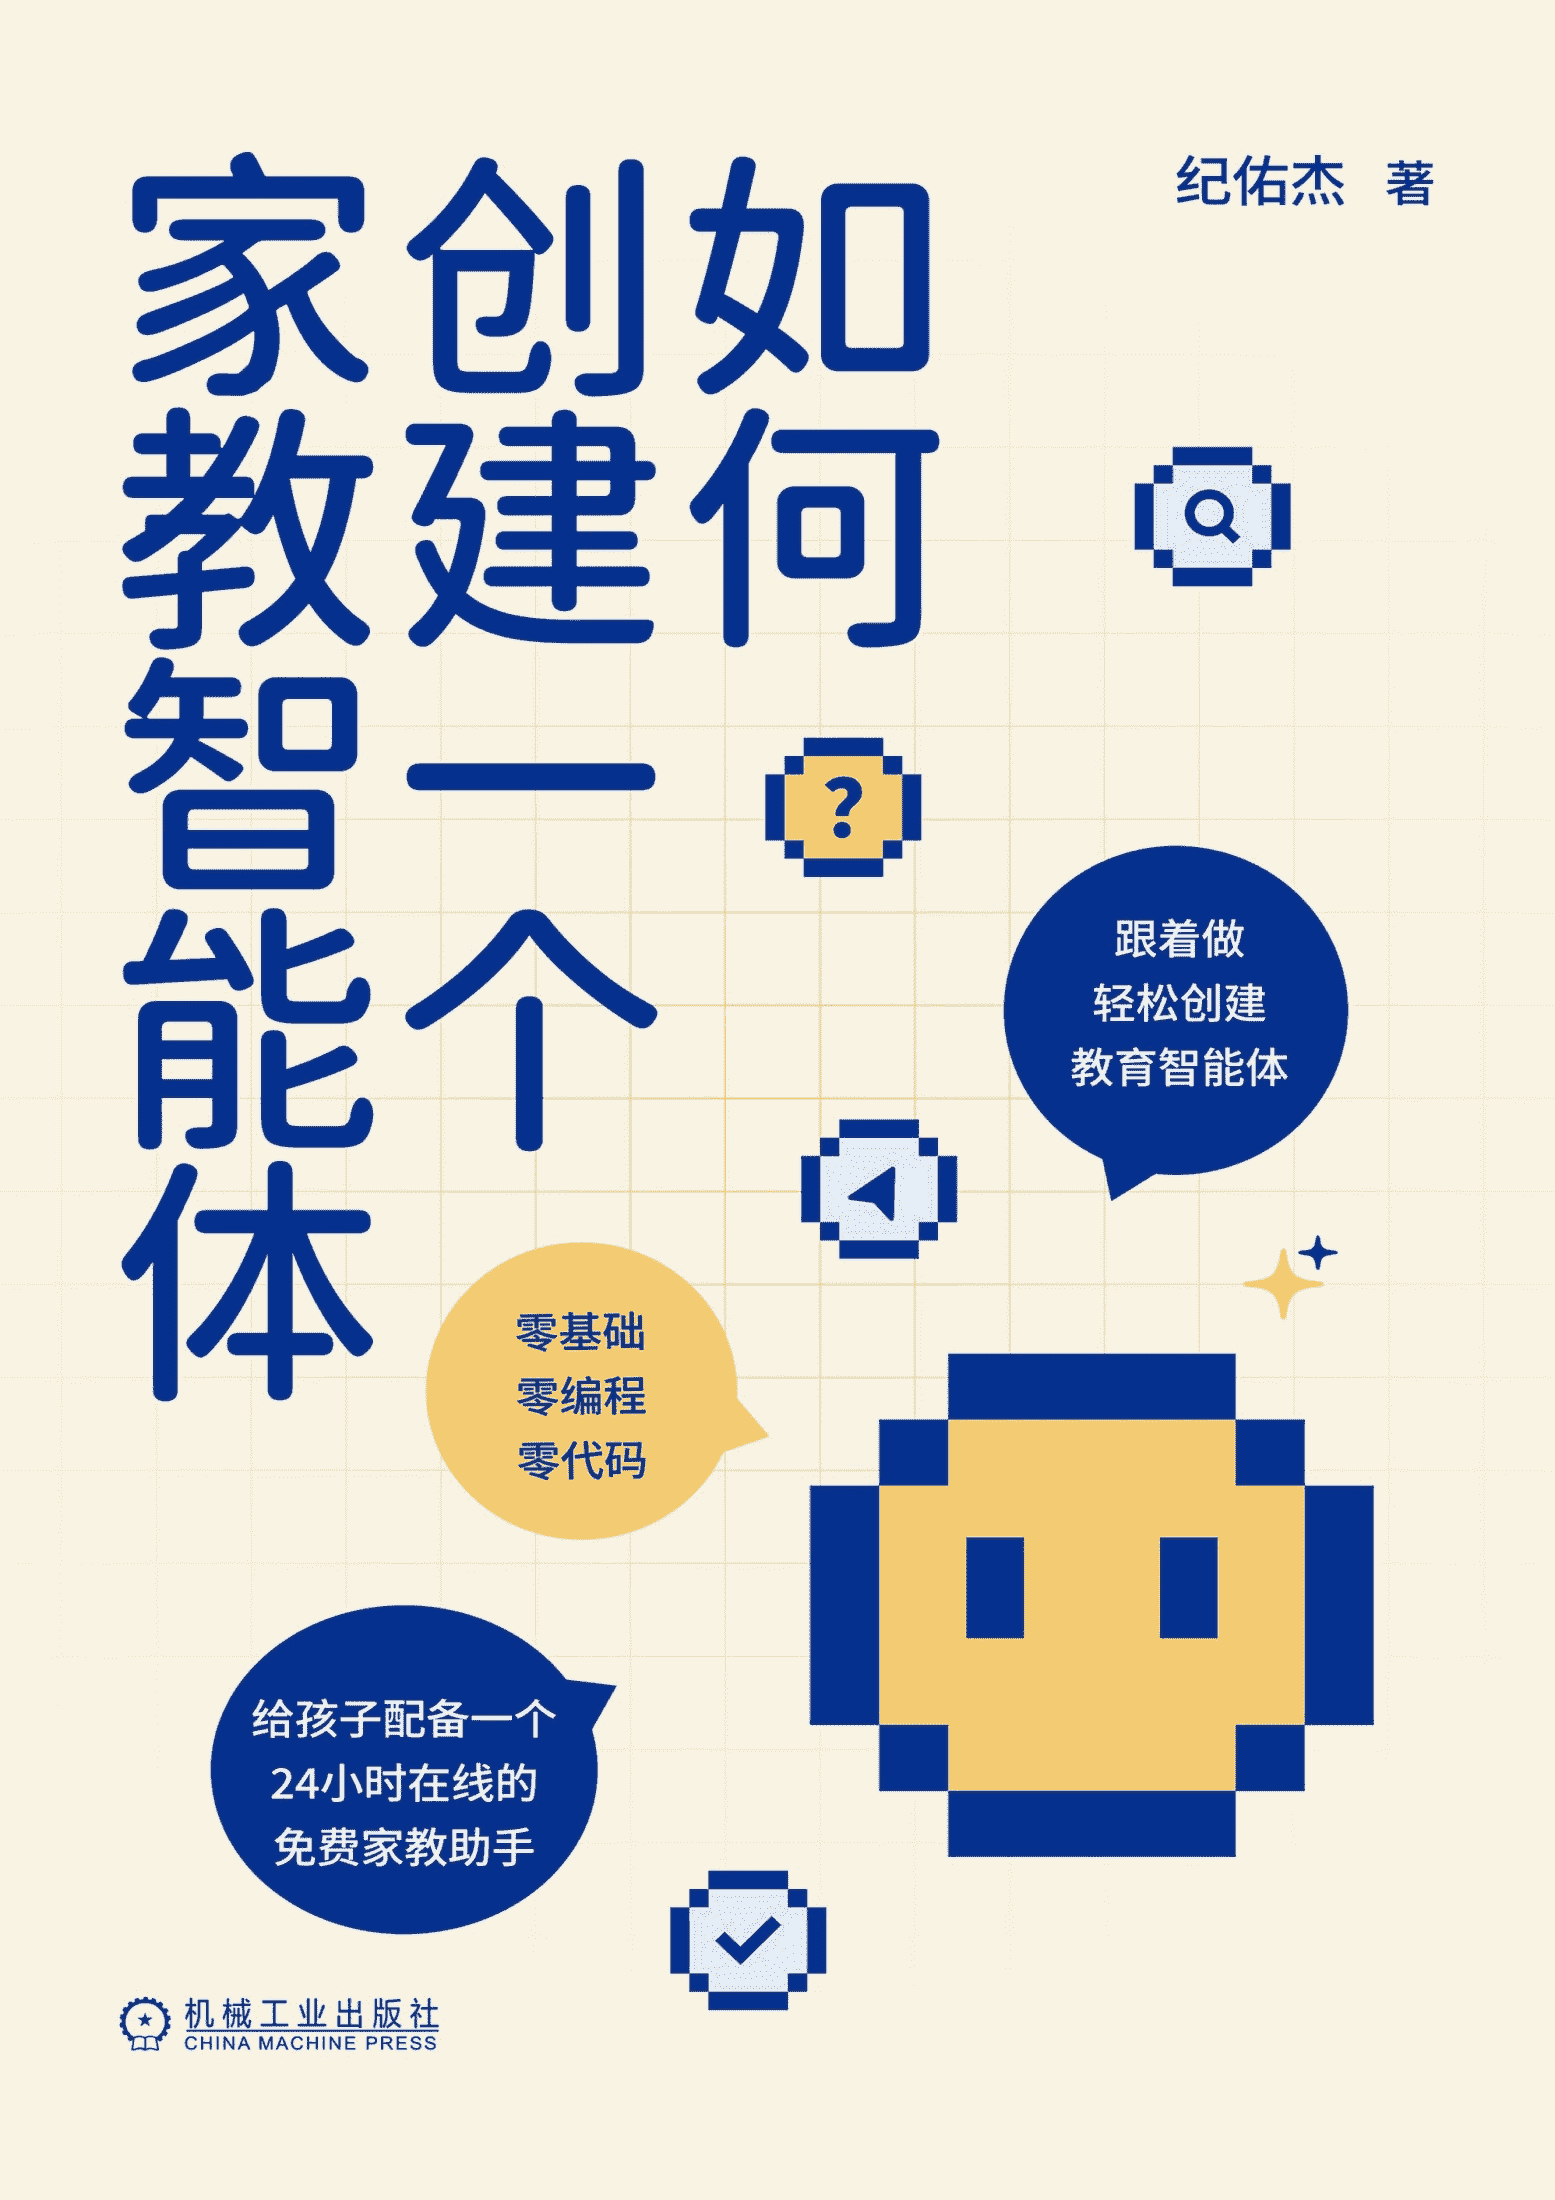 如何
创建一个
家教智能体
纪佑杰 著
?
跟着做
轻松创建
教育智能体
零基础
零编程
零代码
给孩子配备一个
24小时在线的
免费家教助手
机械工业出版社
CHINA MACHINE PRESS